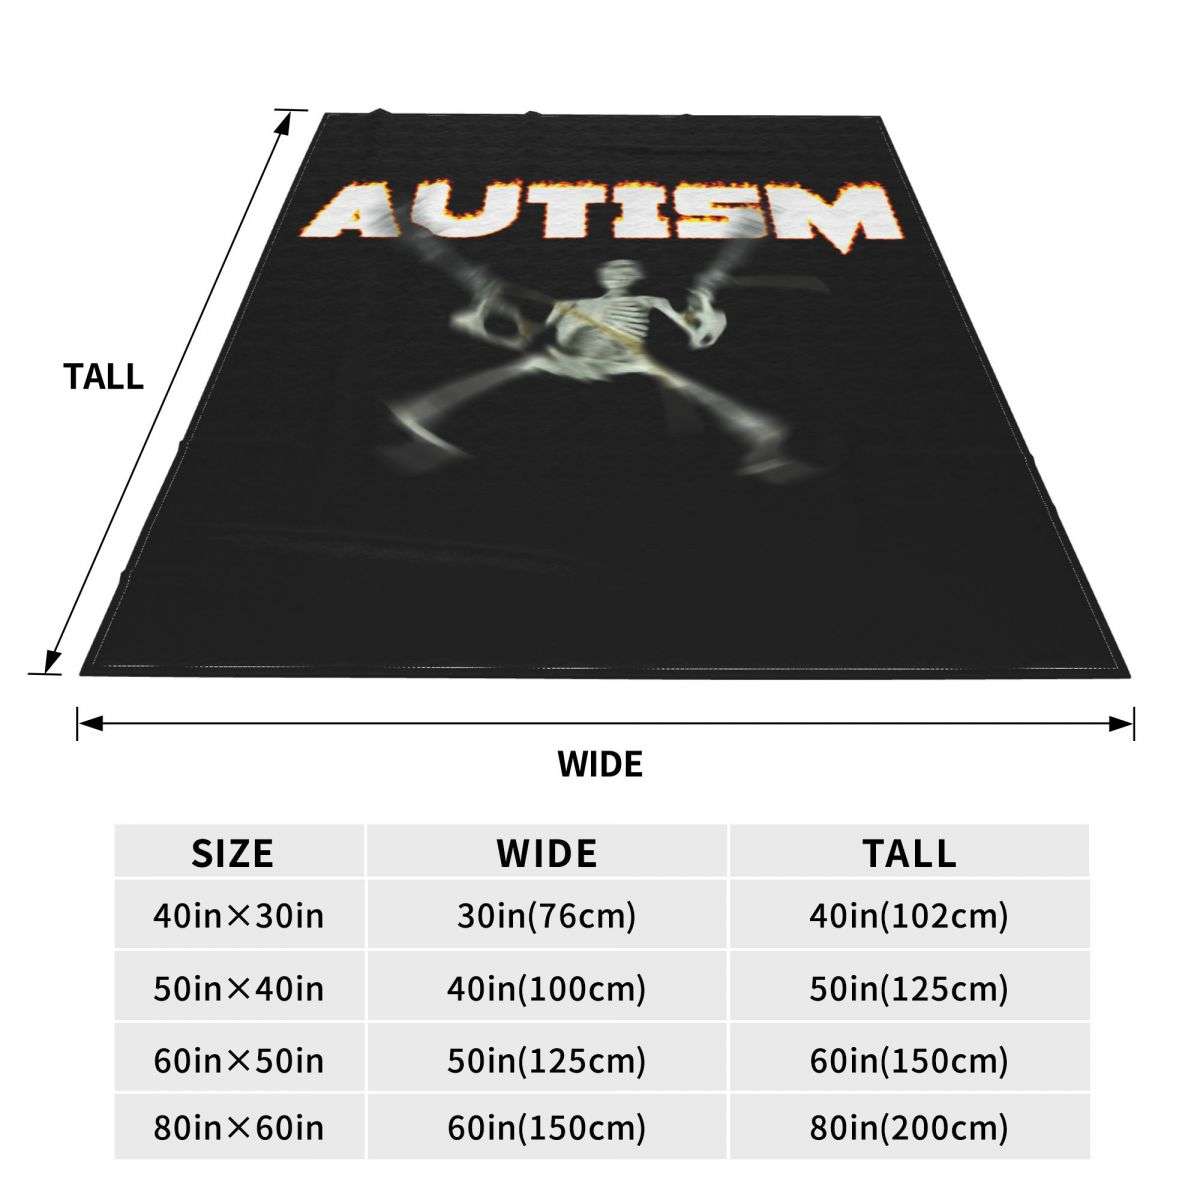 AUTISM
TALL
WIDE
SIZE WIDE TALL
40in×30in 30in(76cm) 40in(102cm)
50in×40in 40in(100cm) 50in(125cm)
60in×50in 50in(125cm) 60in(150cm)
80in×60in 60in(150cm) 80in(200cm)